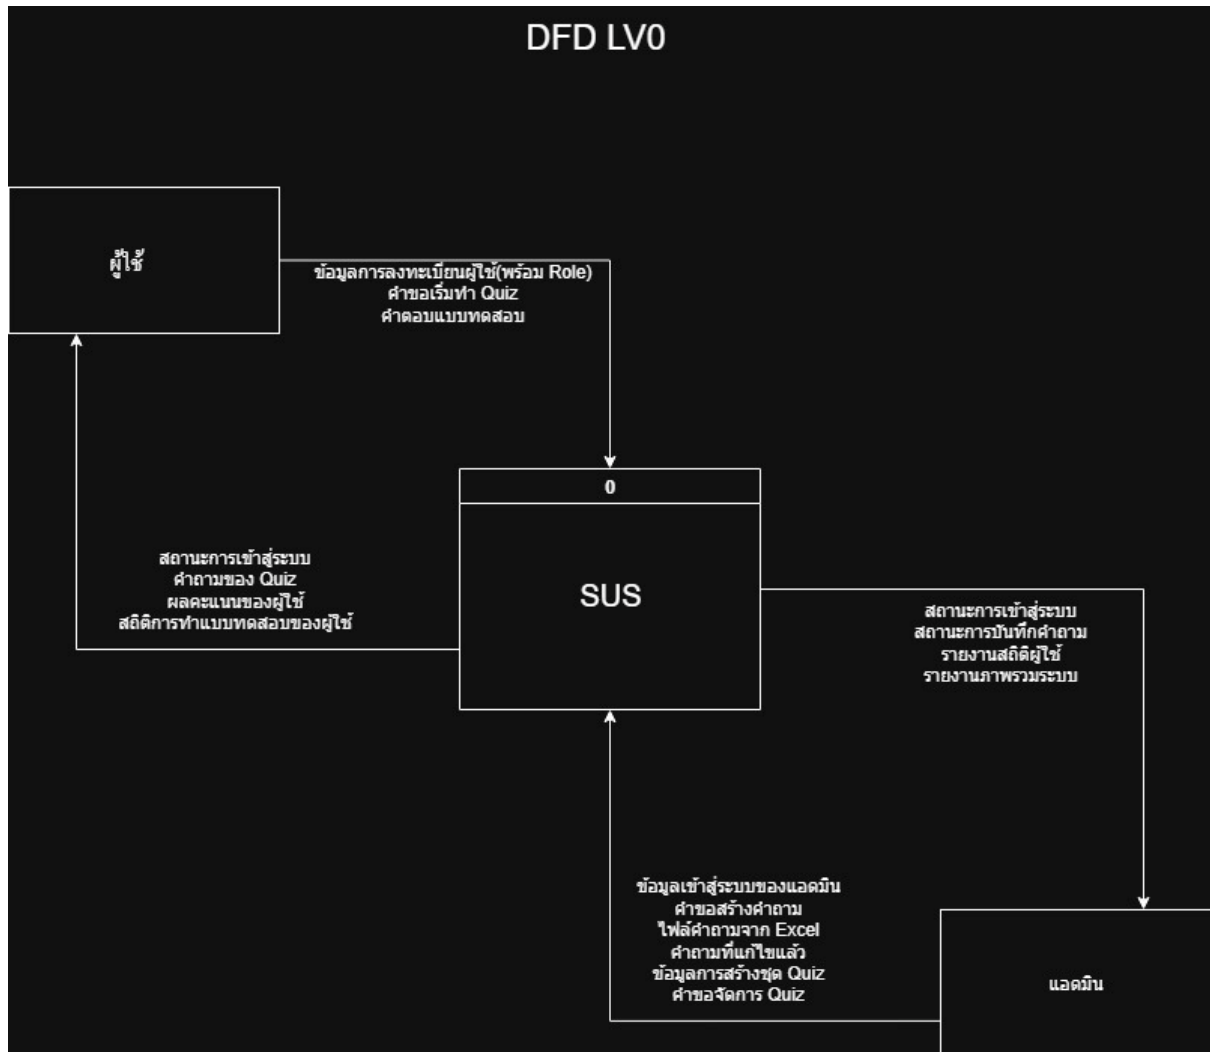 DFD LV0
ผู้ใช้
ข้อมูลการลงทะเบียนผู้ใช้(พร้อม Role)
คำขอเริ่มทำ Quiz
คำตอบแบบทดสอบ
0
SUS
สถานะการเข้าสู่ระบบ
คำถามของ Quiz
ผลคะแนนของผู้ใช้
สถิติการทำแบบทดสอบของผู้ใช้
สถานะการเข้าสู่ระบบ
สถานะการบันทึกคำถาม
รายงานสถิติผู้ใช้
รายงานภาพรวมระบบ
ข้อมูลเข้าสู่ระบบของแอดมิน
คำขอสร้างคำถาม
ไฟล์คำถามจาก Excel
คำถามที่แก้ไขแล้ว
ข้อมูลการสร้างชุด Quiz
คำขอจัดการ Quiz
แอดมิน